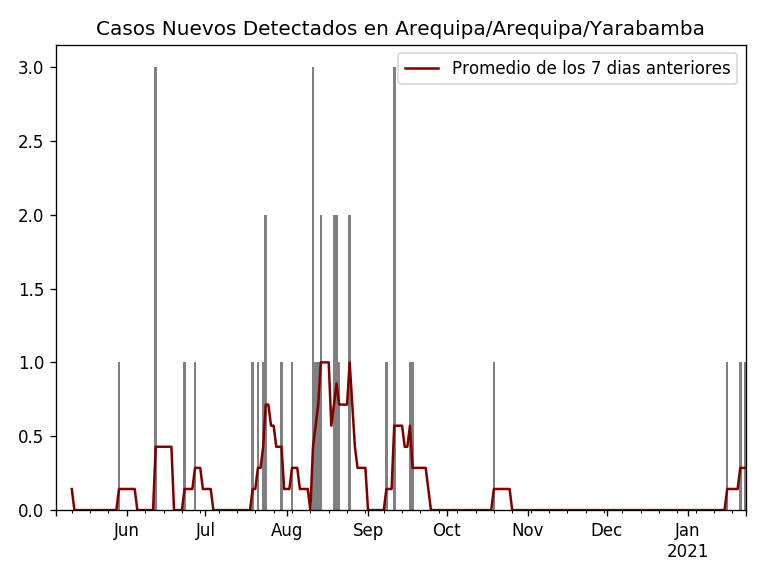 Casos Nuevos Detectados en Arequipa/Arequipa/Yarabamba
Promedio de los 7 dias anteriores
3.0
2.5
2.0
1.5
1.0
0.5
0.0
Jun Jul Aug Sep Oct Nov Dec Jan
2021